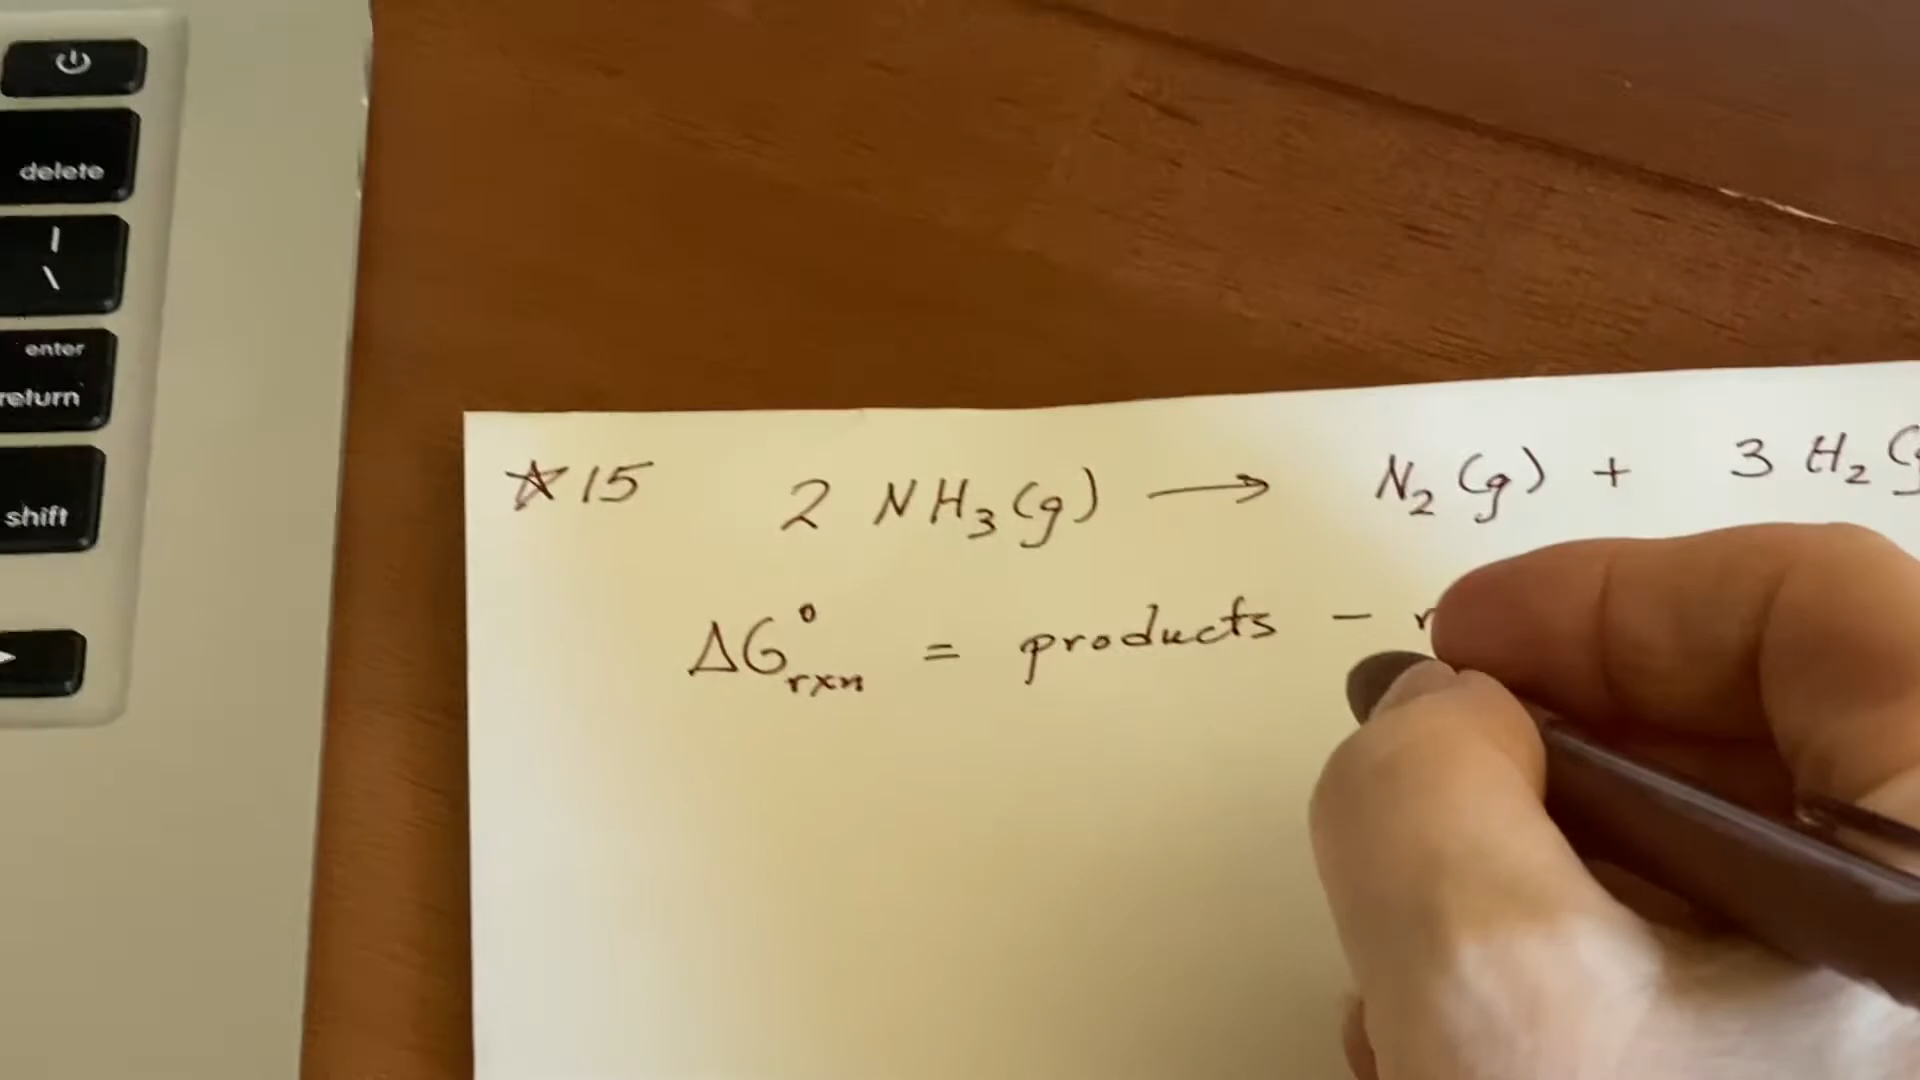 delete
|
\
enter
return
shift
☆15 2 NH₃(g) → N₂(g) + 3 H₂(g
ΔG°rxn = products − r